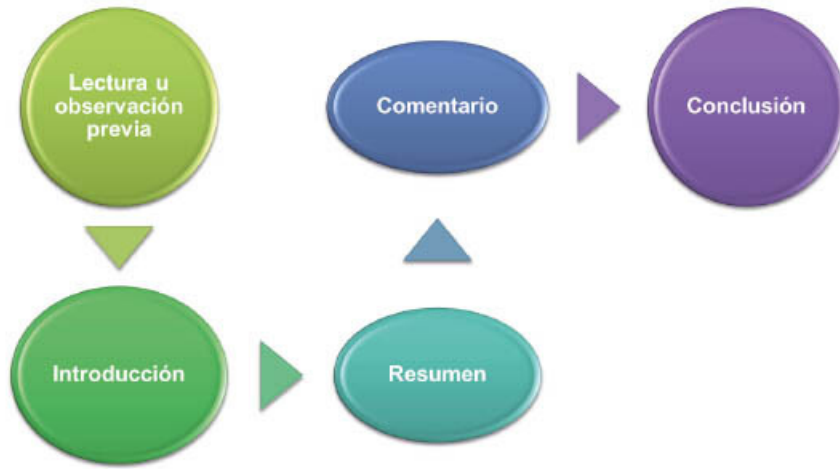 Lectura u
observación
previa
Introducción
Resumen
Comentario
Conclusión